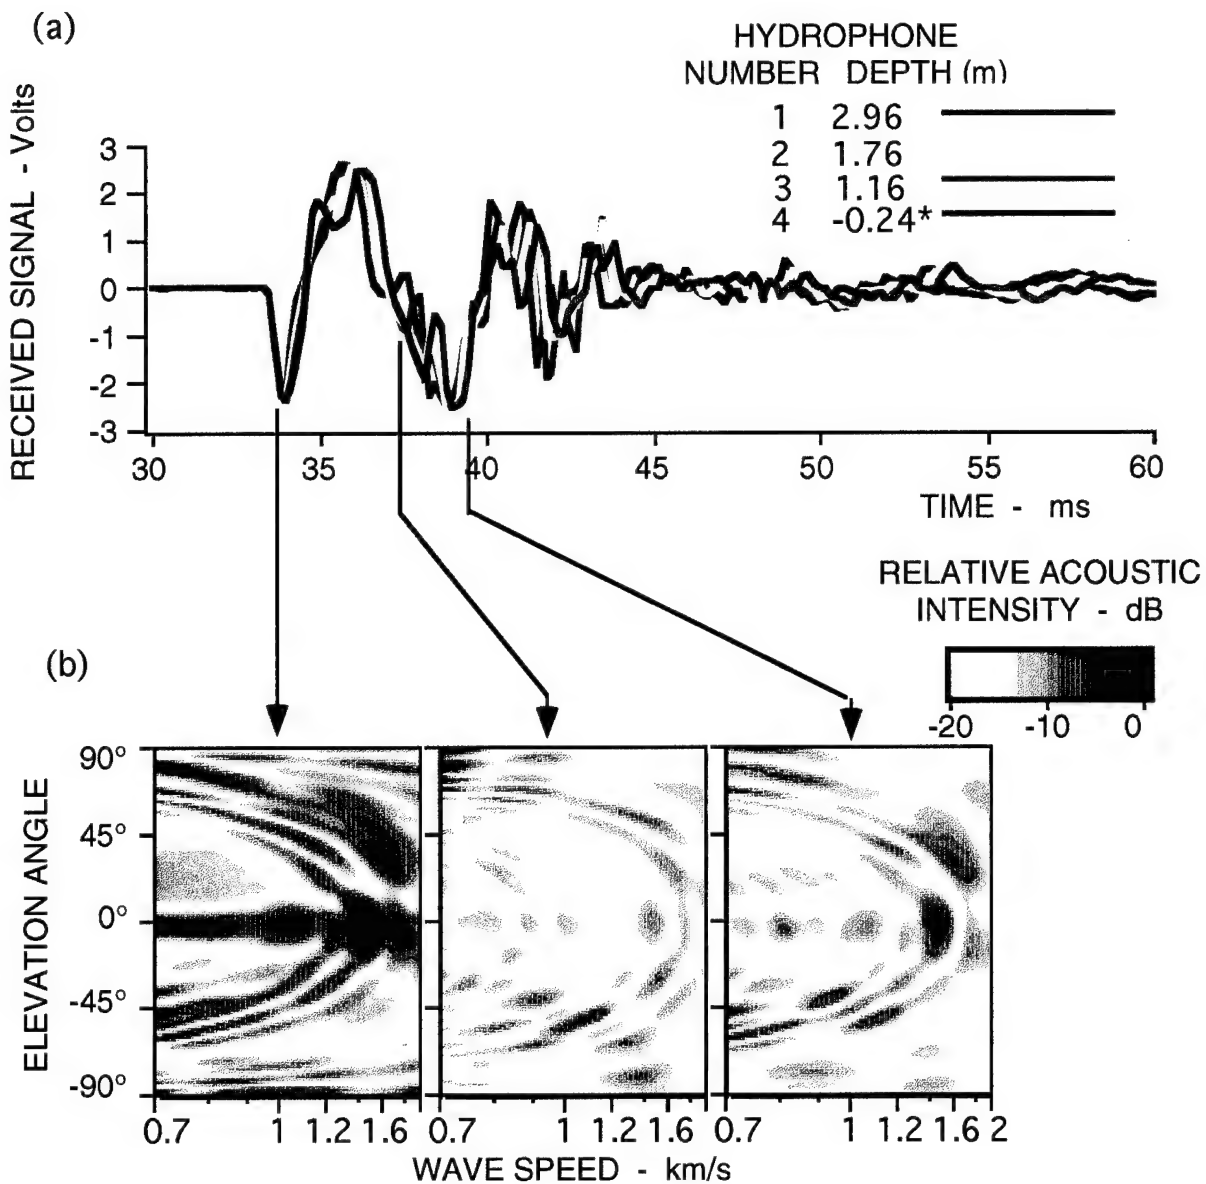 (a)
HYDROPHONE
NUMBER DEPTH (m)
1 2.96
2 1.76
3 1.16
4 -0.24*
RECEIVED SIGNAL - Volts
3
2
1
0
-1
-2
-3
30 35 40 45 50 55 60
TIME - ms
RELATIVE ACOUSTIC
INTENSITY - dB
-20 -10 0
(b)
ELEVATION ANGLE
90°
45°
0°
-45°
-90°
0.7 1 1.2 1.6 0.7 1 1.2 1.6 0.7 1 1.2 1.6 2
WAVE SPEED - km/s